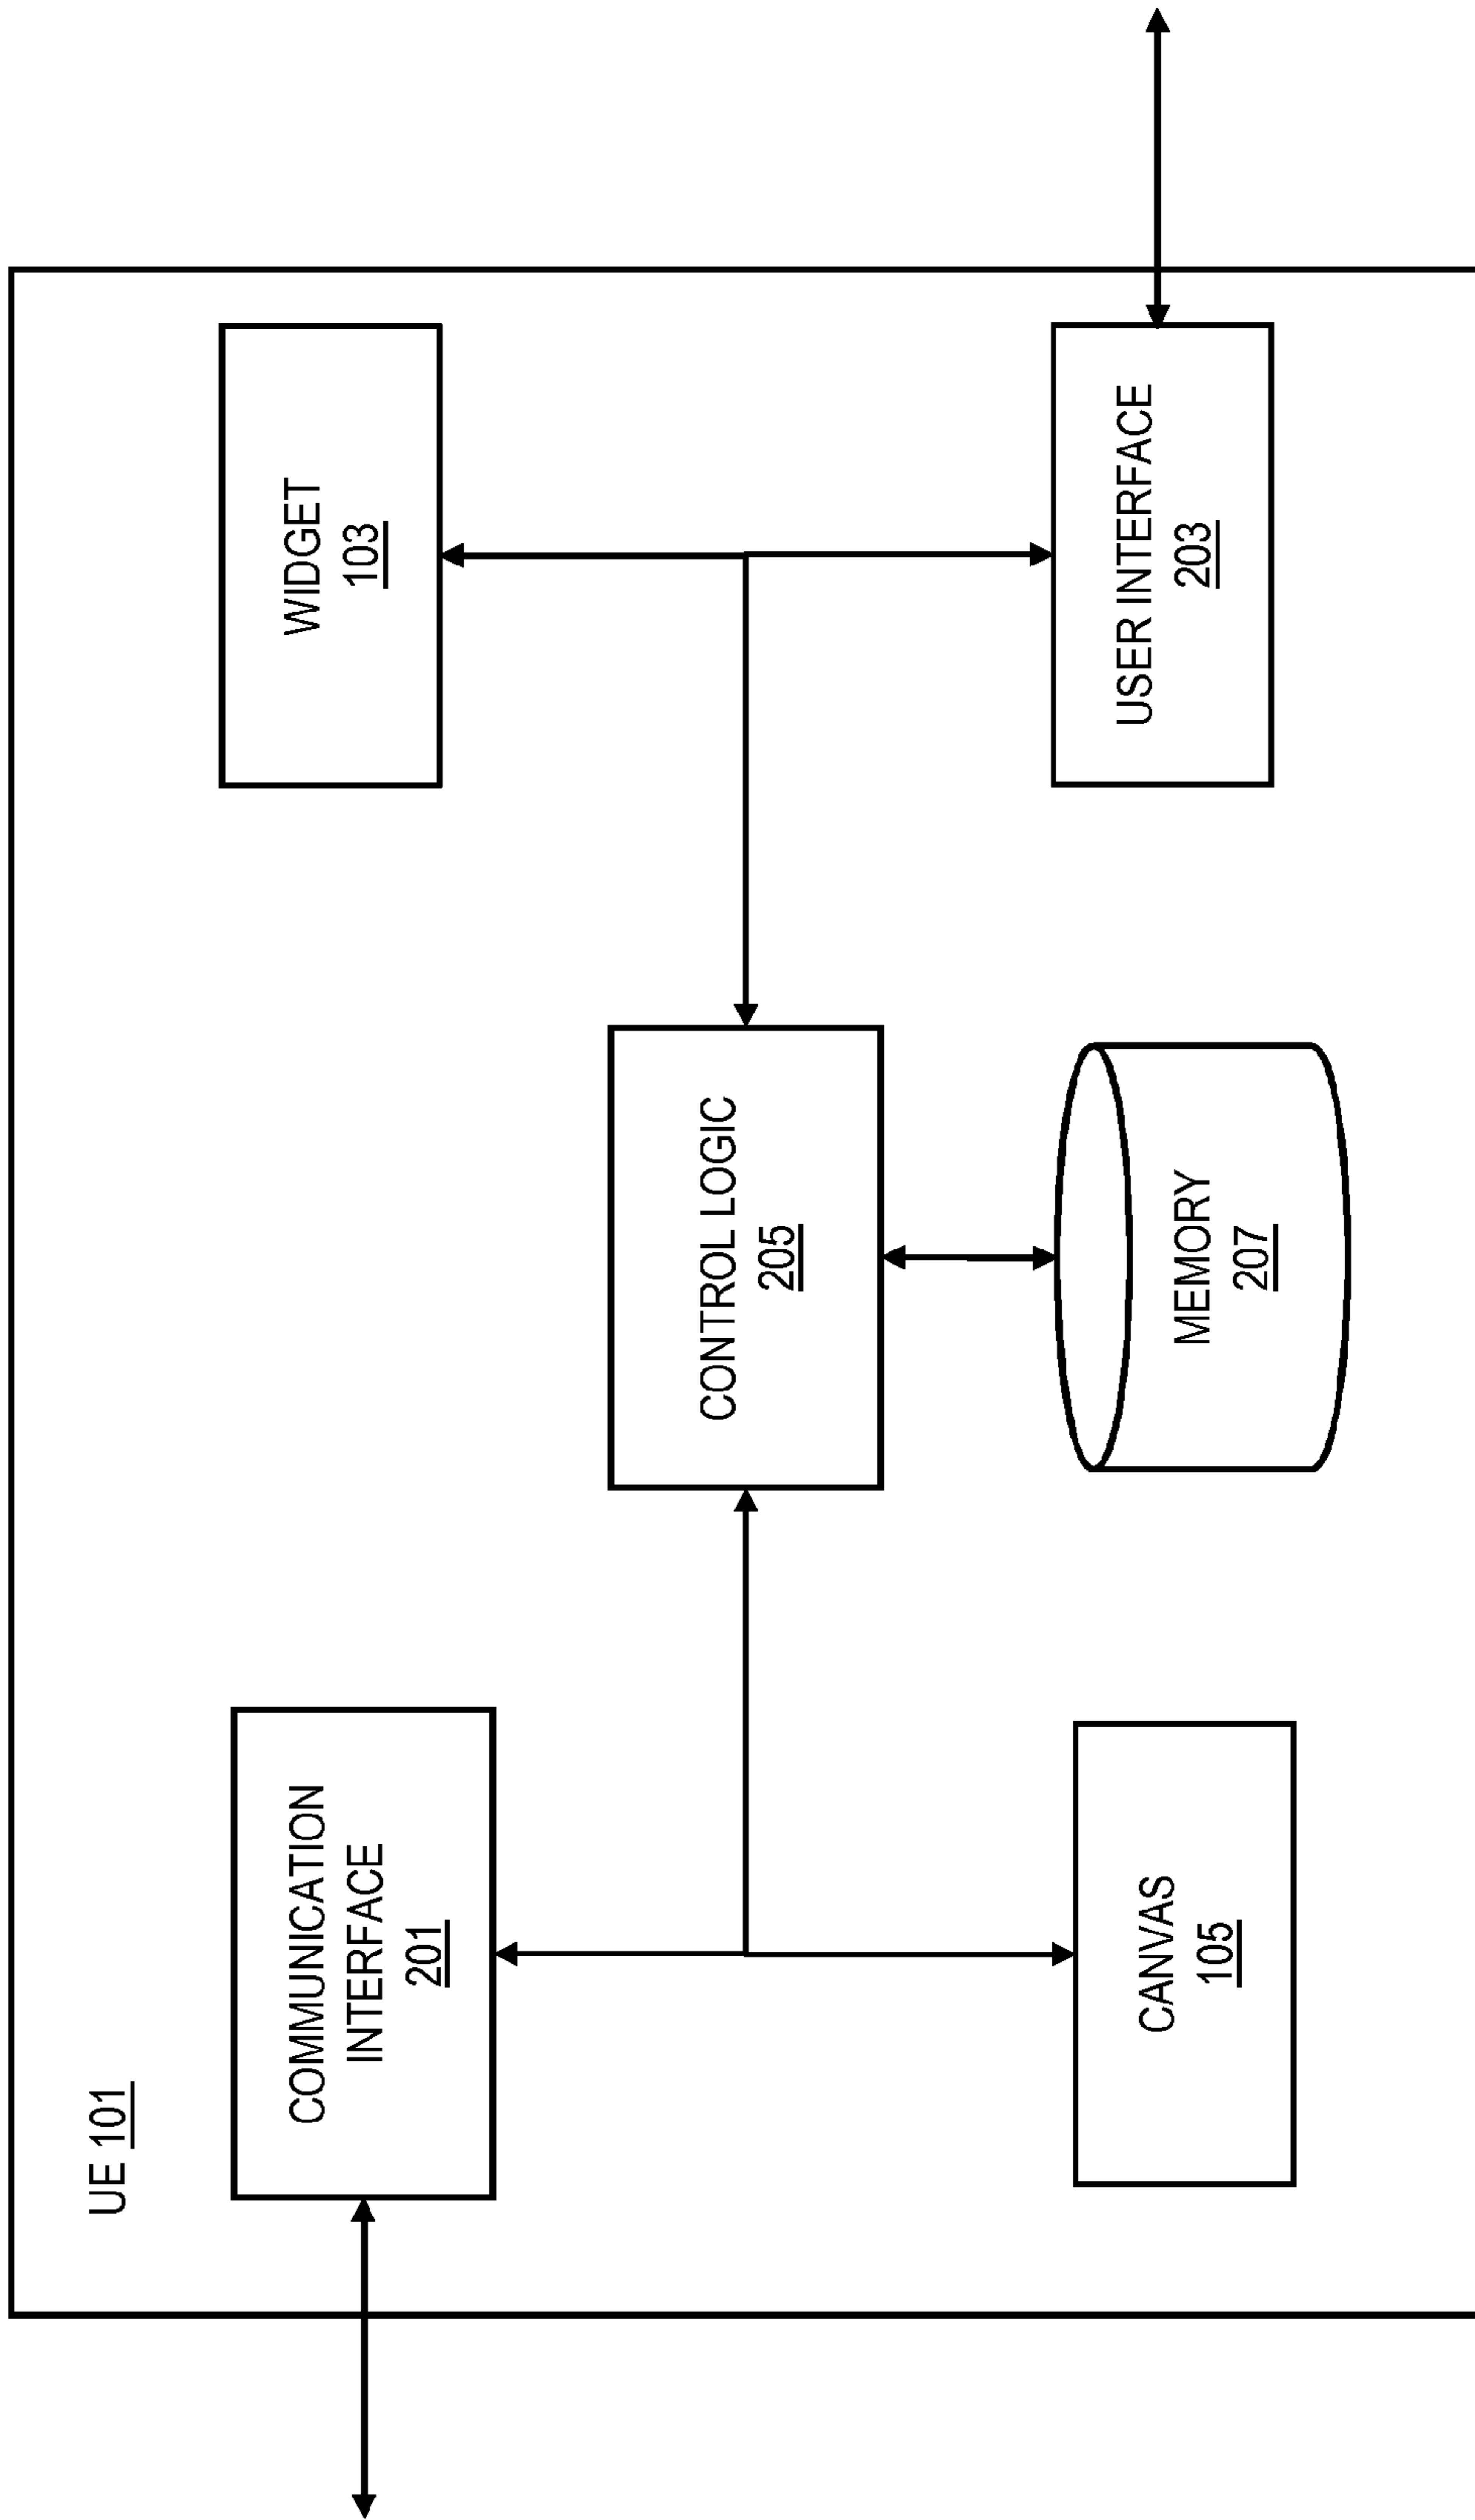 UE 101
COMMUNICATION
INTERFACE
201
WIDGET
103
CONTROL LOGIC
205
CANVAS
105
MEMORY
207
USER INTERFACE
203